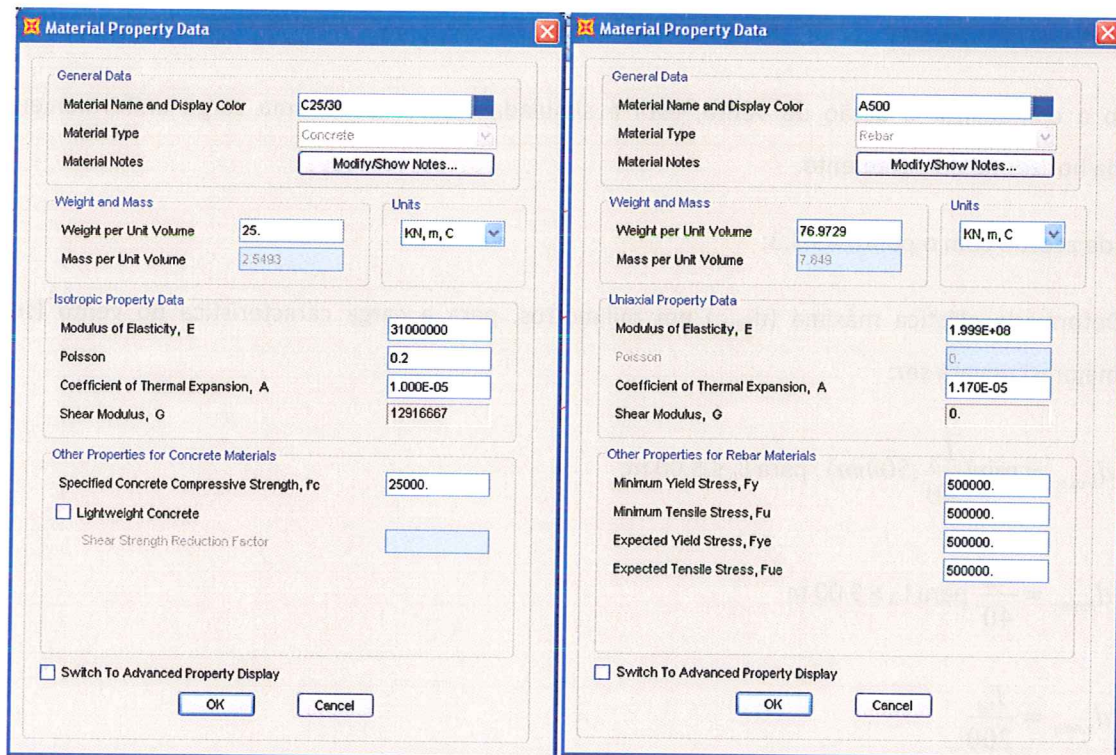 Material Property Data
General Data
Material Name and Display Color C25/30
Material Type Concrete
Material Notes Modify/Show Notes...
Weight and Mass
Weight per Unit Volume 25.
Mass per Unit Volume 2.5493
Units
KN, m, C
Isotropic Property Data
Modulus of Elasticity, E 31000000
Poisson 0.2
Coefficient of Thermal Expansion, A 1.000E-05
Shear Modulus, G 12916667
Other Properties for Concrete Materials
Specified Concrete Compressive Strength, f'c 25000.
Lightweight Concrete
Shear Strength Reduction Factor
Switch To Advanced Property Display
OK Cancel
Material Property Data
General Data
Material Name and Display Color A500
Material Type Rebar
Material Notes Modify/Show Notes...
Weight and Mass
Weight per Unit Volume 76.9729
Mass per Unit Volume 7.849
Units
KN, m, C
Uniaxial Property Data
Modulus of Elasticity, E 1.999E+08
Poisson 0.
Coefficient of Thermal Expansion, A 1.170E-05
Shear Modulus, G 0.
Other Properties for Rebar Materials
Minimum Yield Stress, Fy 500000.
Minimum Tensile Stress, Fu 500000.
Expected Yield Stress, Fye 500000.
Expected Tensile Stress, Fue 500000.
Switch To Advanced Property Display
OK Cancel